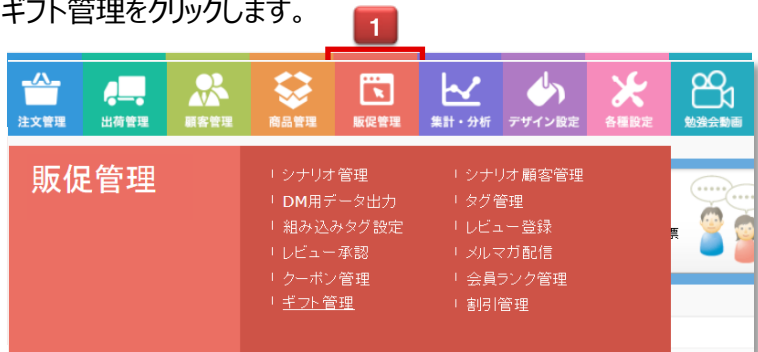 ギフト管理をクリックします。
1
注文管理 出荷管理 顧客管理 商品管理 販促管理 集計・分析 デザイン設定 各種設定 勉強会動画
販促管理
シナリオ管理 シナリオ顧客管理
DM用データ出力 タグ管理
組み込みタグ設定 レビュー登録
レビュー承認 メルマガ配信
クーポン管理 会員ランク管理
ギフト管理 割引管理
票